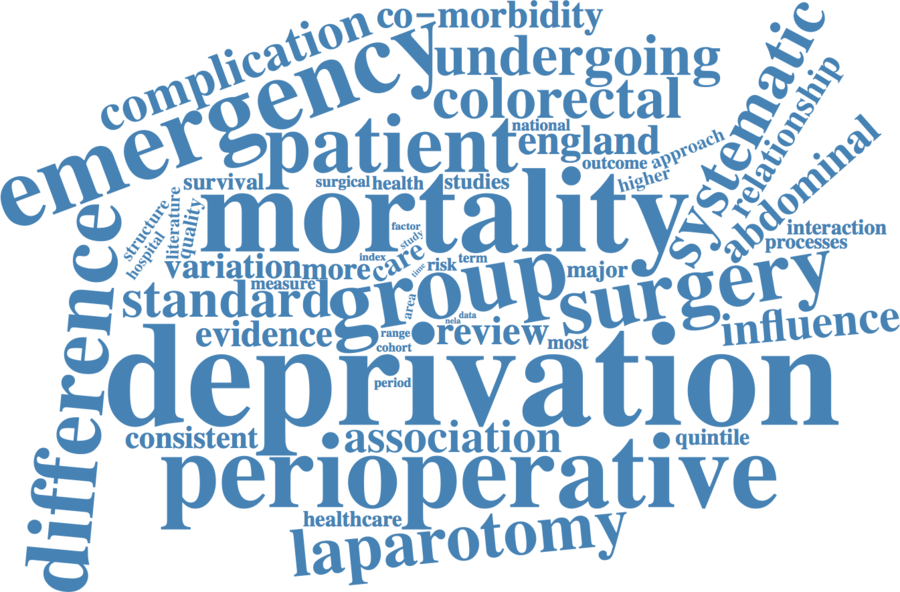 co-morbidity
complication
emergency
undergoing
systematic
colorectal
relationship
patient
national
england
abdominal
outcome
approach
survival
surgical
health
studies
higher
structure
literature
quality
hospital
mortality
factor
study
interaction
processes
difference
variation
more
care
index
time
risk
term
major
measure
standard
group
area
surgery
nela
data
evidence
range
review
most
influence
cohort
deprivation
period
consistent
association
quintile
perioperative
healthcare
laparotomy